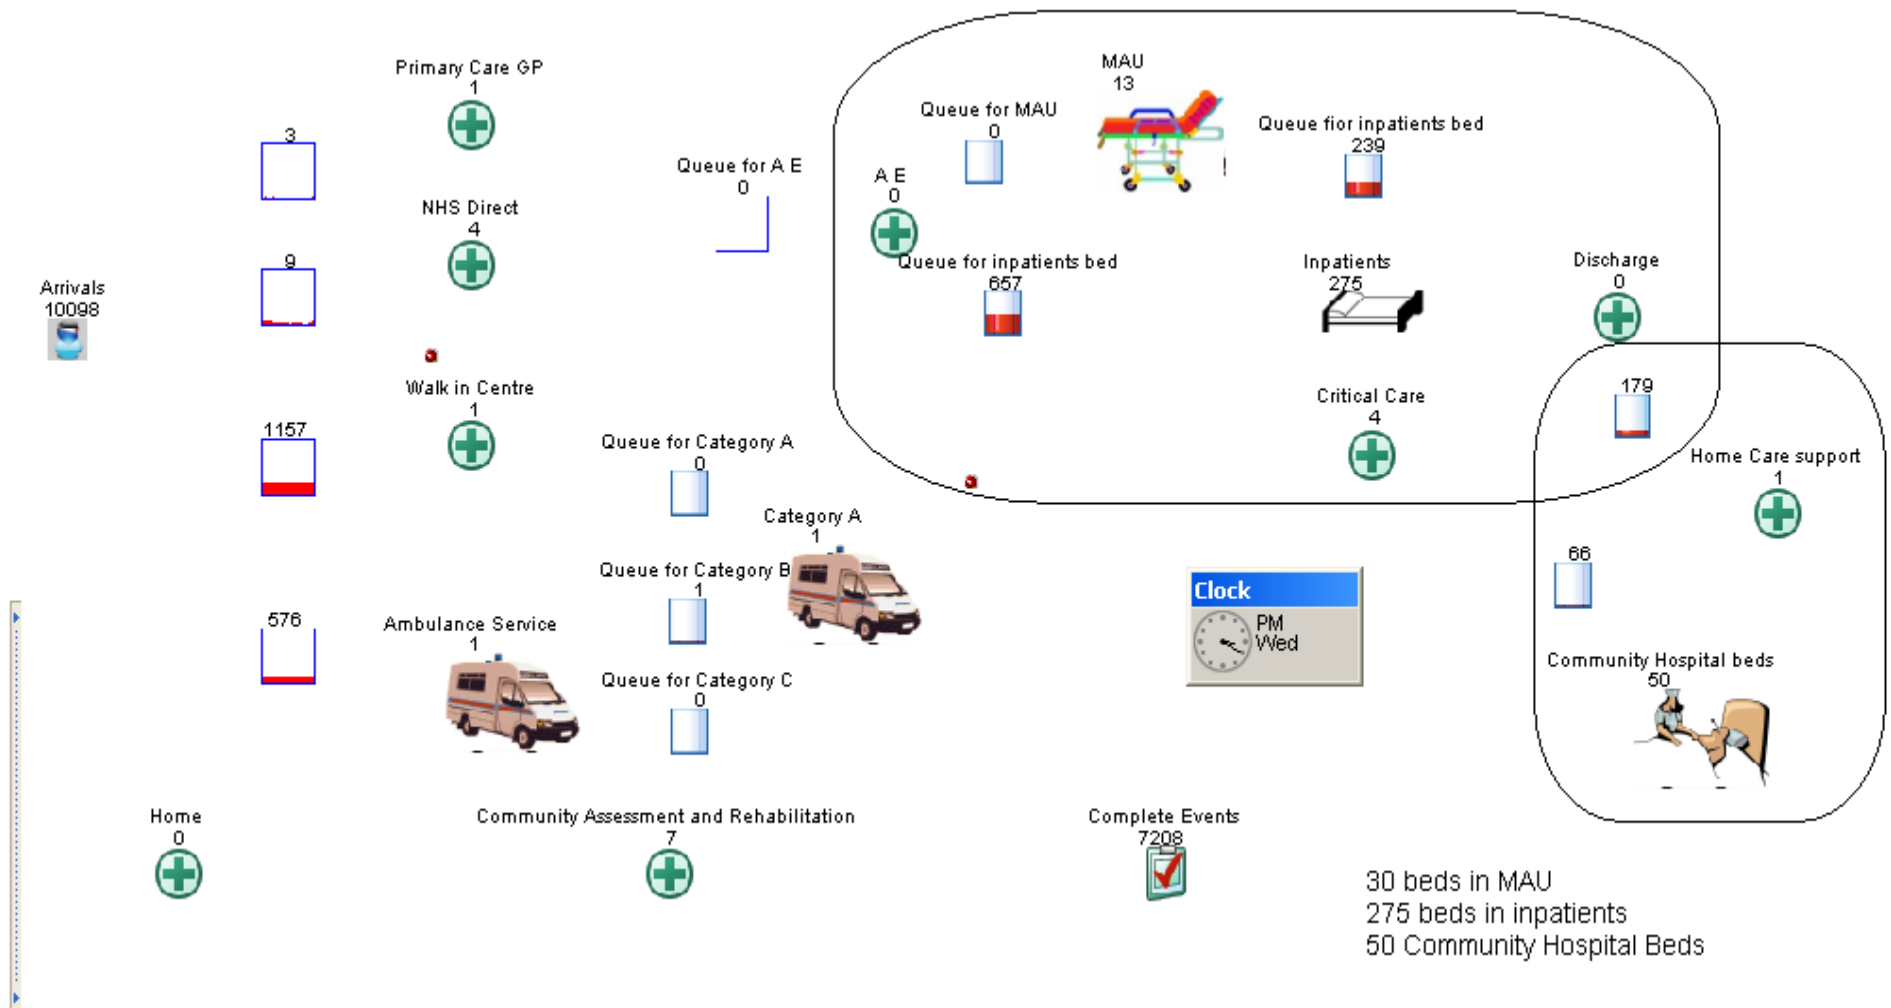 Primary Care GP
1
3
NHS Direct
4
9
Arrivals
10098
Walk in Centre
1
1157
Ambulance Service
1
576
Queue for A E
0
Queue for Category A
0
Category A
1
Queue for Category B
1
Queue for Category C
0
MAU
13
Queue for MAU
0
Queue fior inpatients bed
239
A E
0
Queue for inpatients bed
657
Inpatients
275
Discharge
0
Critical Care
4
179
Home Care support
1
66
Community Hospital beds
50
Clock
PM
Wed
Home
0
Community Assessment and Rehabilitation
7
Complete Events
7208
30 beds in MAU
275 beds in inpatients
50 Community Hospital Beds